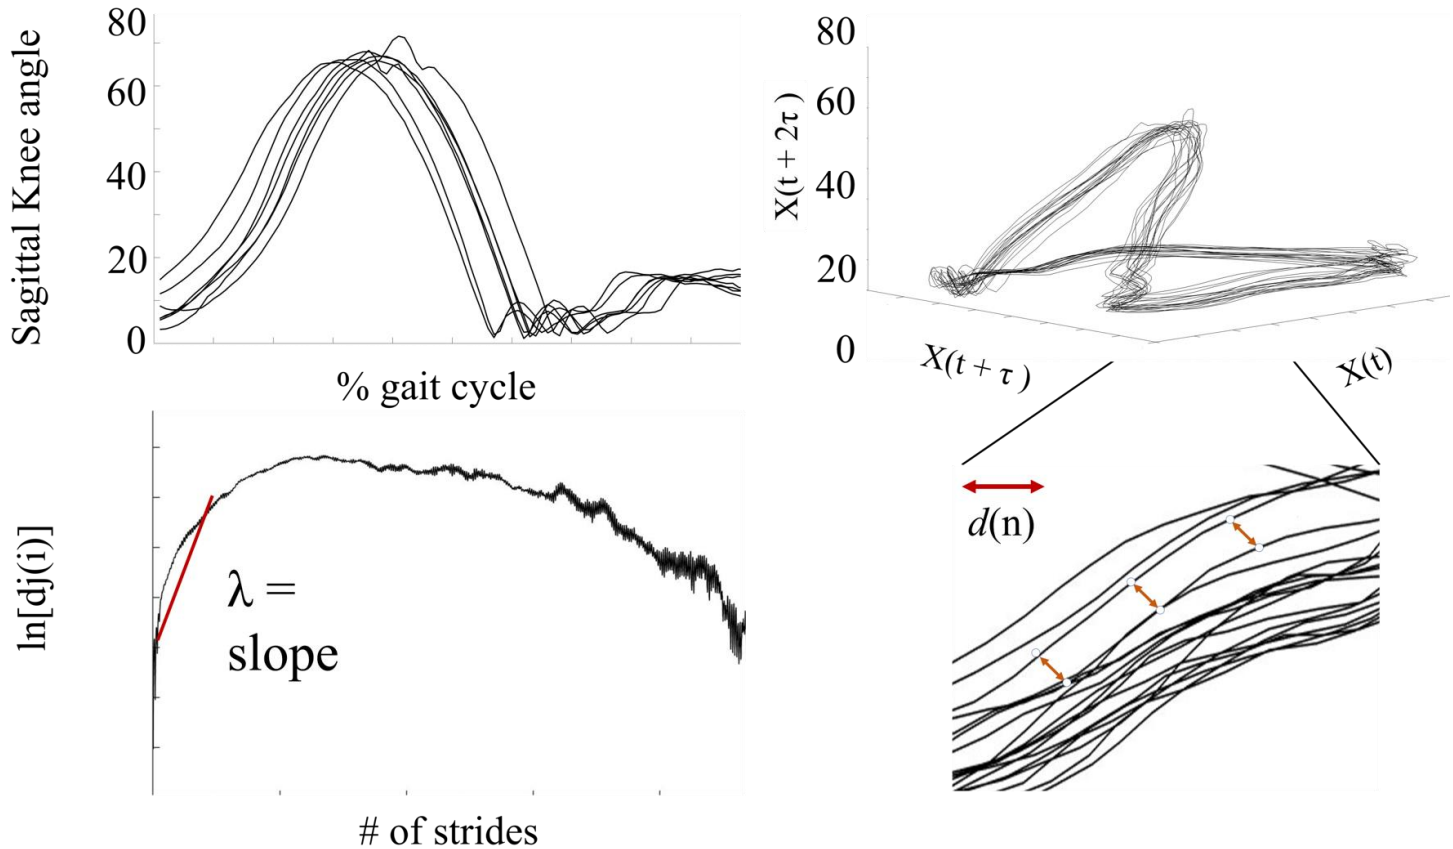 Sagittal Knee angle
80
60
40
20
0
% gait cycle
X(t + 2τ)
80
60
40
20
0
X(t + τ)
X(t)
ln[dj(i)]
λ =
slope
# of strides
d(n)